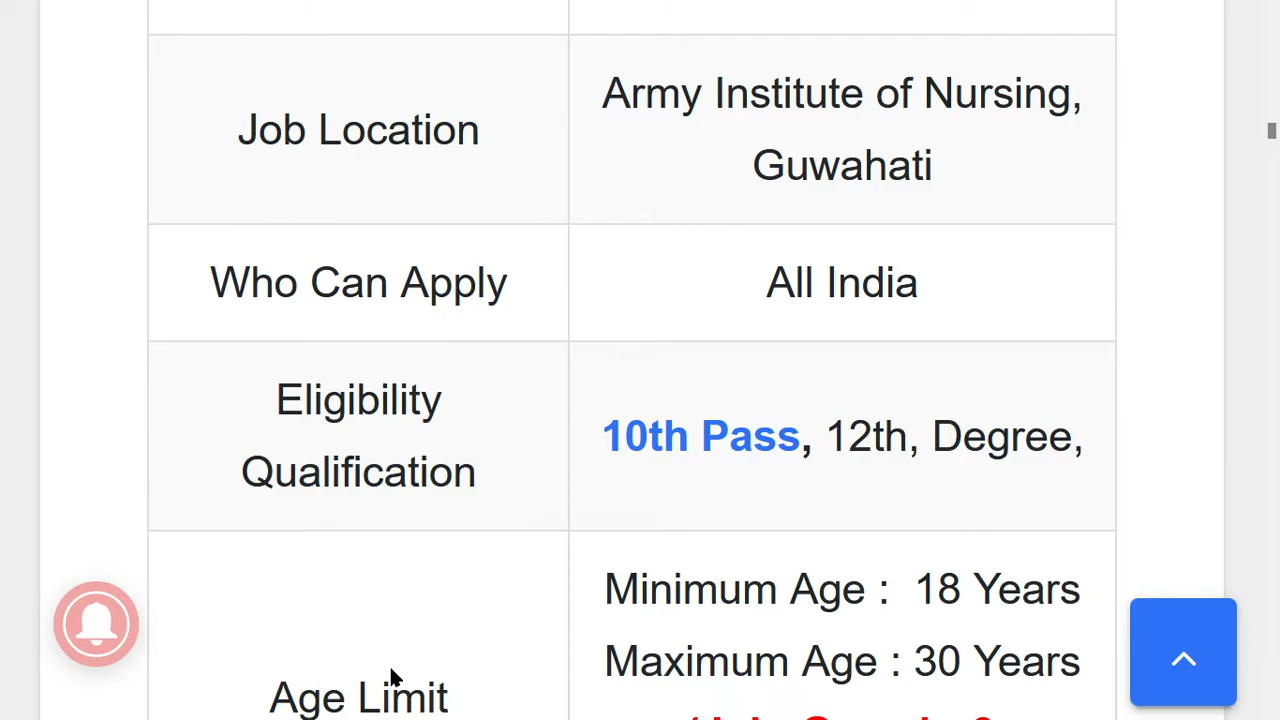 Job Location
Army Institute of Nursing,
Guwahati
Who Can Apply
All India
Eligibility
Qualification
10th Pass, 12th, Degree,
Age Limit
Minimum Age : 18 Years
Maximum Age : 30 Years